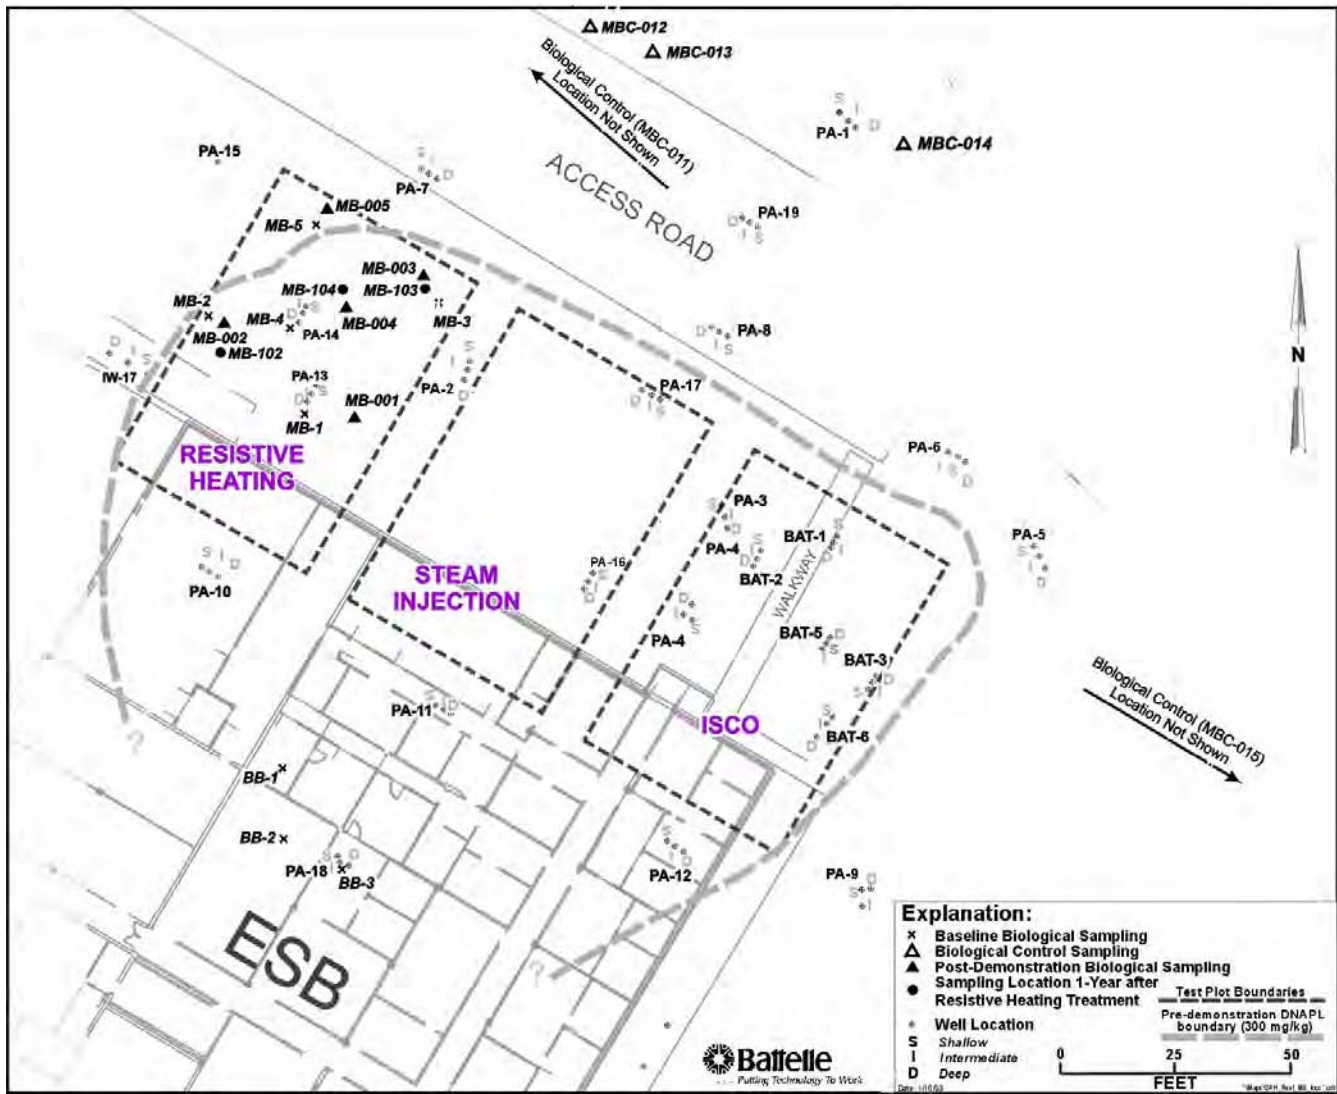 MBC-012
MBC-013
Biological Control (MBC-011)
Location Not Shown
S
I
D
PA-1
MBC-014
PA-15
S
I
D
PA-7
ACCESS ROAD
MB-005
MB-5
D
I S
PA-19
MB-003
MB-104
MB-103
MB-2
MB-4
I
S
D
PA-14
MB-004
MB-3
MB-002
MB-102
N
D
I S
PA-8
D
I
S
IW-17
PA-13
S
D
I
MB-001
MB-1
S
I
D
PA-2
PA-17
D
I S
RESISTIVE
HEATING
PA-6
I S D
PA-3
S
I
D
PA-4
BAT-1
S
I
D
S
I
D
BAT-2
WALKWAY
PA-5
S
I
D
S I D
PA-10
STEAM
INJECTION
PA-16
S
I
D
D
I
S
PA-4
BAT-5
D
I
S
BAT-3
S I D
Biological Control (MBC-015)
Location Not Shown
S
I
D
PA-11
ISCO
S
I
D
BAT-6
?
BB-1
BB-2
S
D
I
PA-18
BB-3
S
I
D
PA-12
PA-9
D
S
I
ESB
?
Explanation:
Baseline Biological Sampling
Biological Control Sampling
Post-Demonstration Biological Sampling
Sampling Location 1-Year after
Resistive Heating Treatment
Test Plot Boundaries
Pre-demonstration DNAPL
boundary (300 mg/kg)
Well Location
S Shallow
I Intermediate
D Deep
0 25 50
FEET
Battelle
Putting Technology To Work